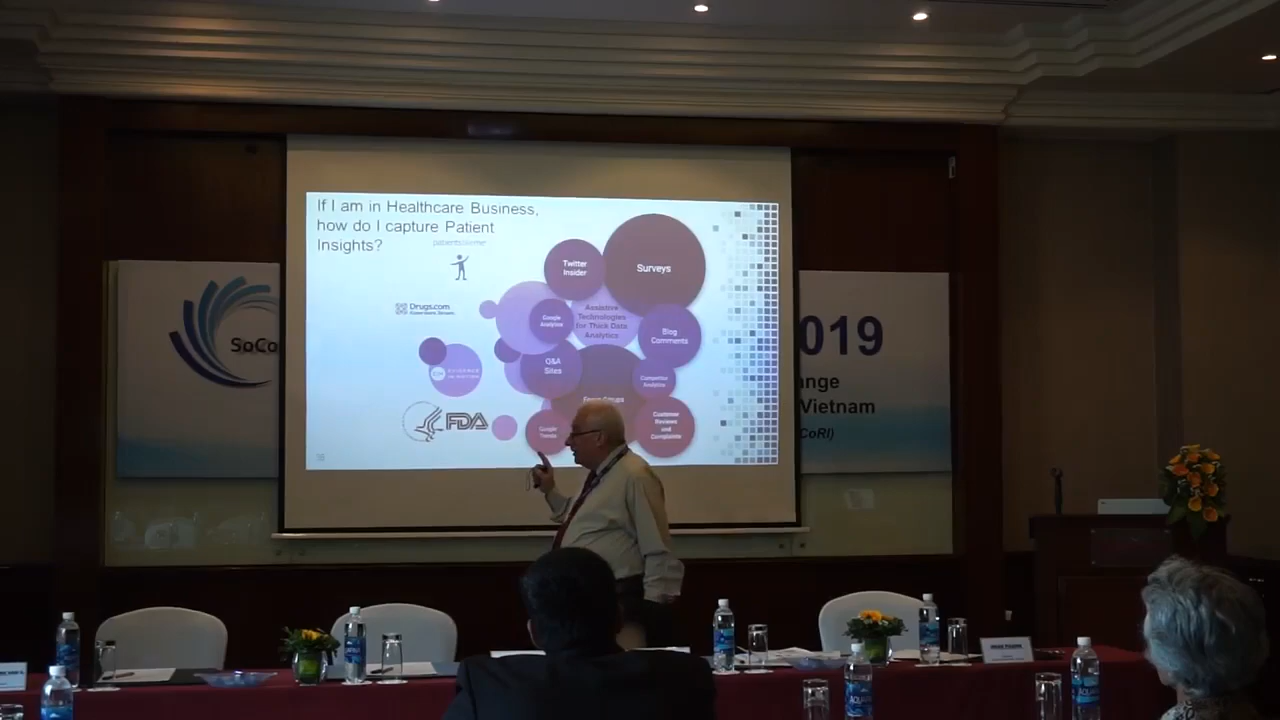 If I am in Healthcare Business,
how do I capture Patient
Insights?
patientslikeme
Drugs.com
FDA
Twitter
Insider
Surveys
Google
Analytics
Assistive
Technologies
for Thick Data
Analytics
Blog
Comments
Q&A
Sites
Competitor
Analytics
Google
Trends
Customer
Reviews
and
Complaints
SoCo
019
ange
Vietnam
CoRI)